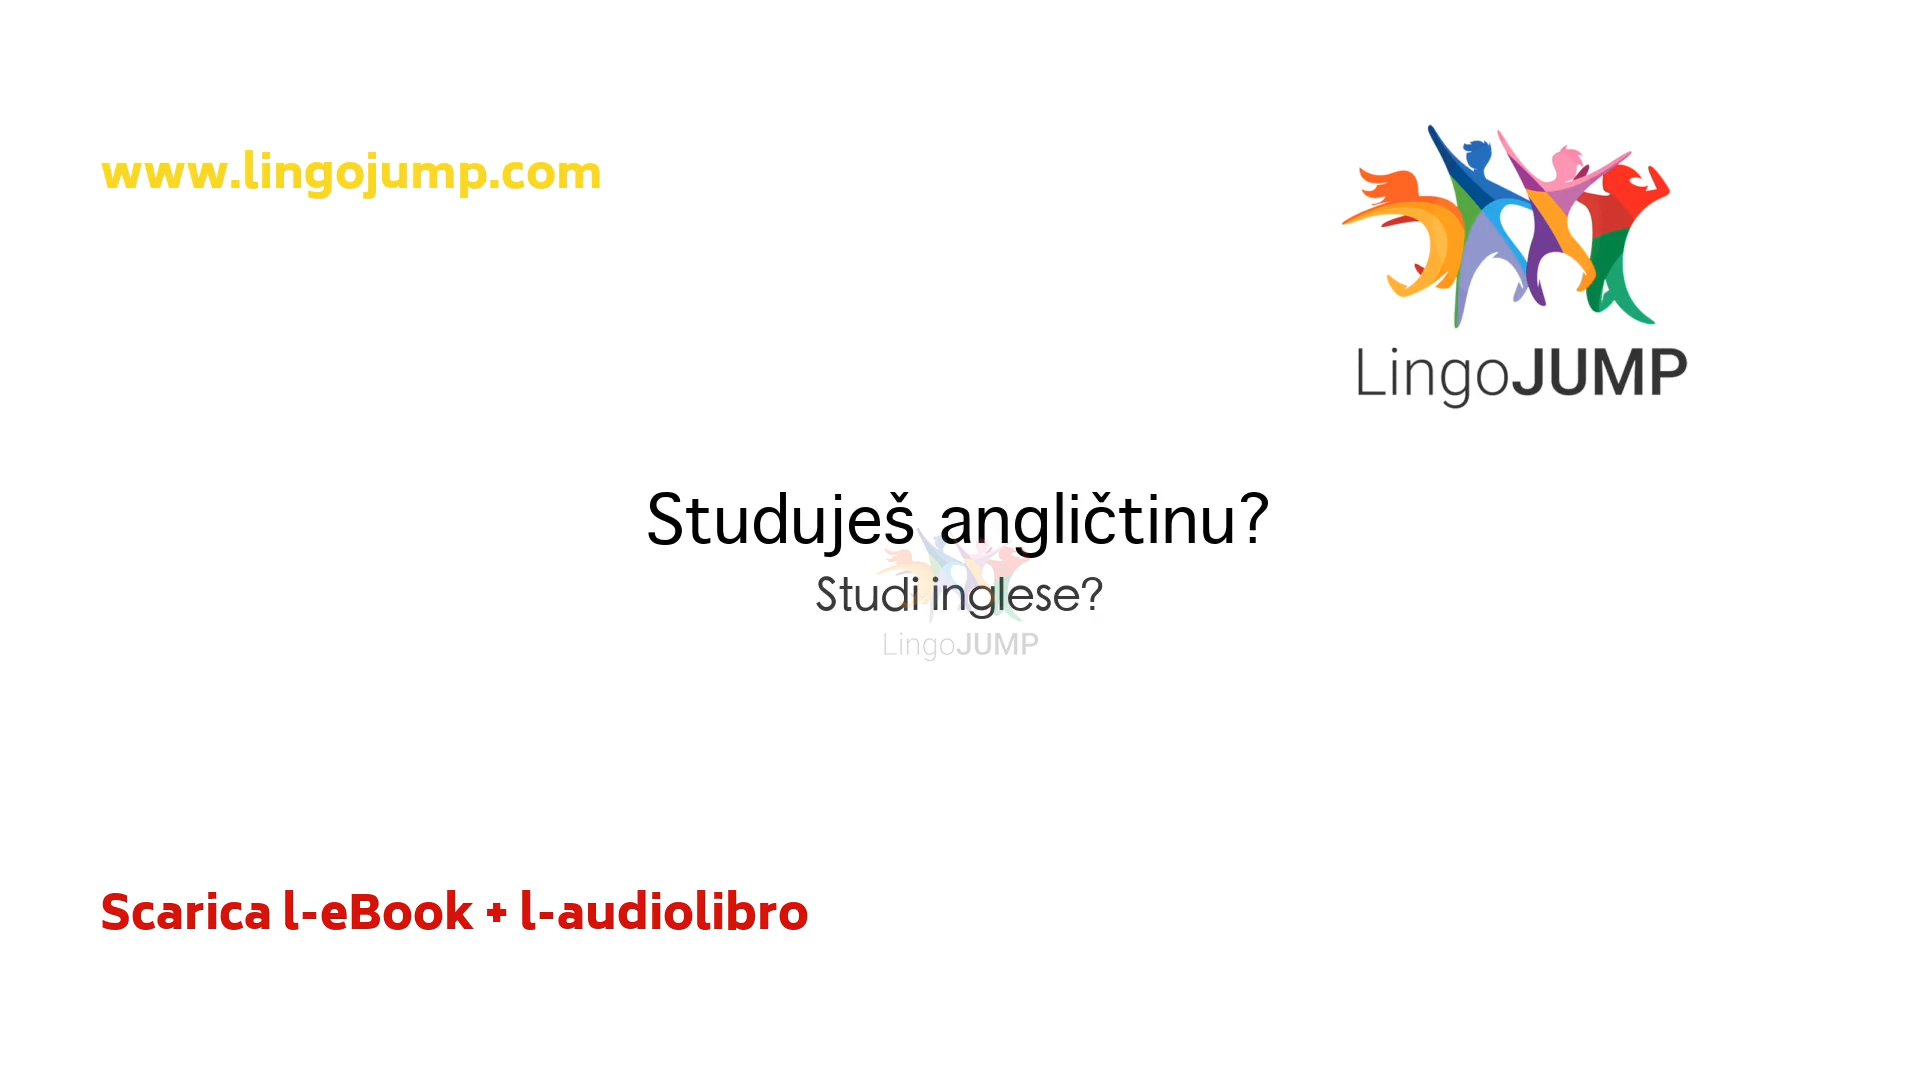 www.lingojump.com
LingoJUMP
Studuješ angličtinu?
Studi inglese?
LingoJUMP
Scarica l-eBook + l-audiolibro